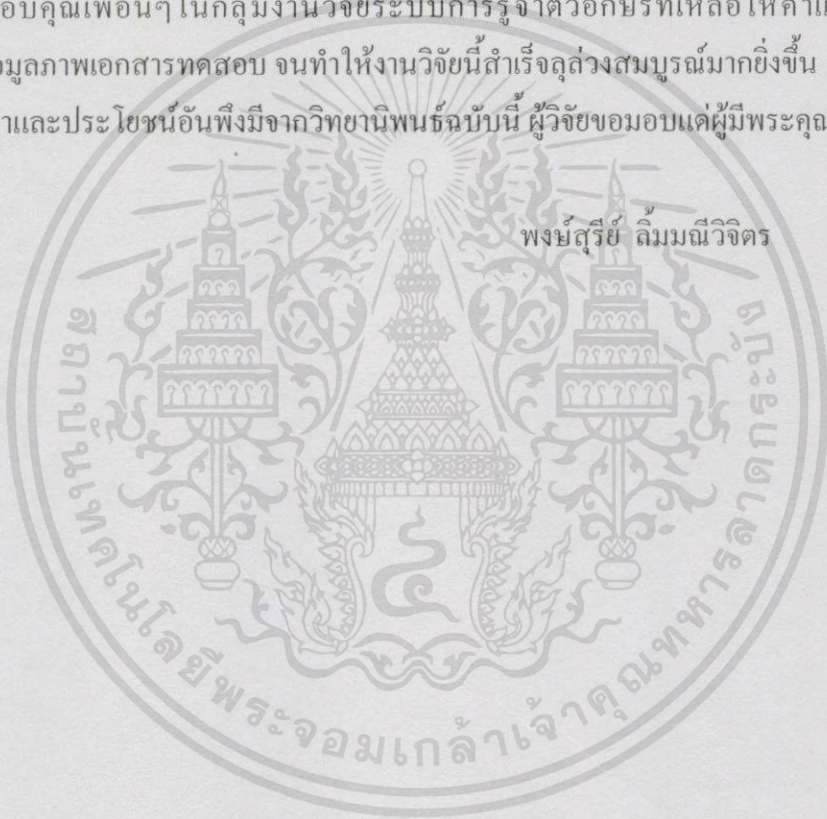 อบคุณเพื่อนๆ ในกลุ่มงานวิจัยระบบการรู้จำตัวอักษรที่เหลือให้คำแ
อมูลภาพเอกสารทดสอบ จนทำให้งานวิจัยนี้สำเร็จลุล่วงสมบูรณ์มากยิ่งขึ้น
าและประโยชน์อันพึงมีจากวิทยานิพนธ์ฉบับนี้ ผู้วิจัยขอมอบแด่ผู้มีพระคุณ
พงษ์สุรีย์ ลิ้มมณีวิจิตร
สถาบันเทคโนโลยีพระจอมเกล้าเจ้าคุณทหารลาดกระบัง
๔